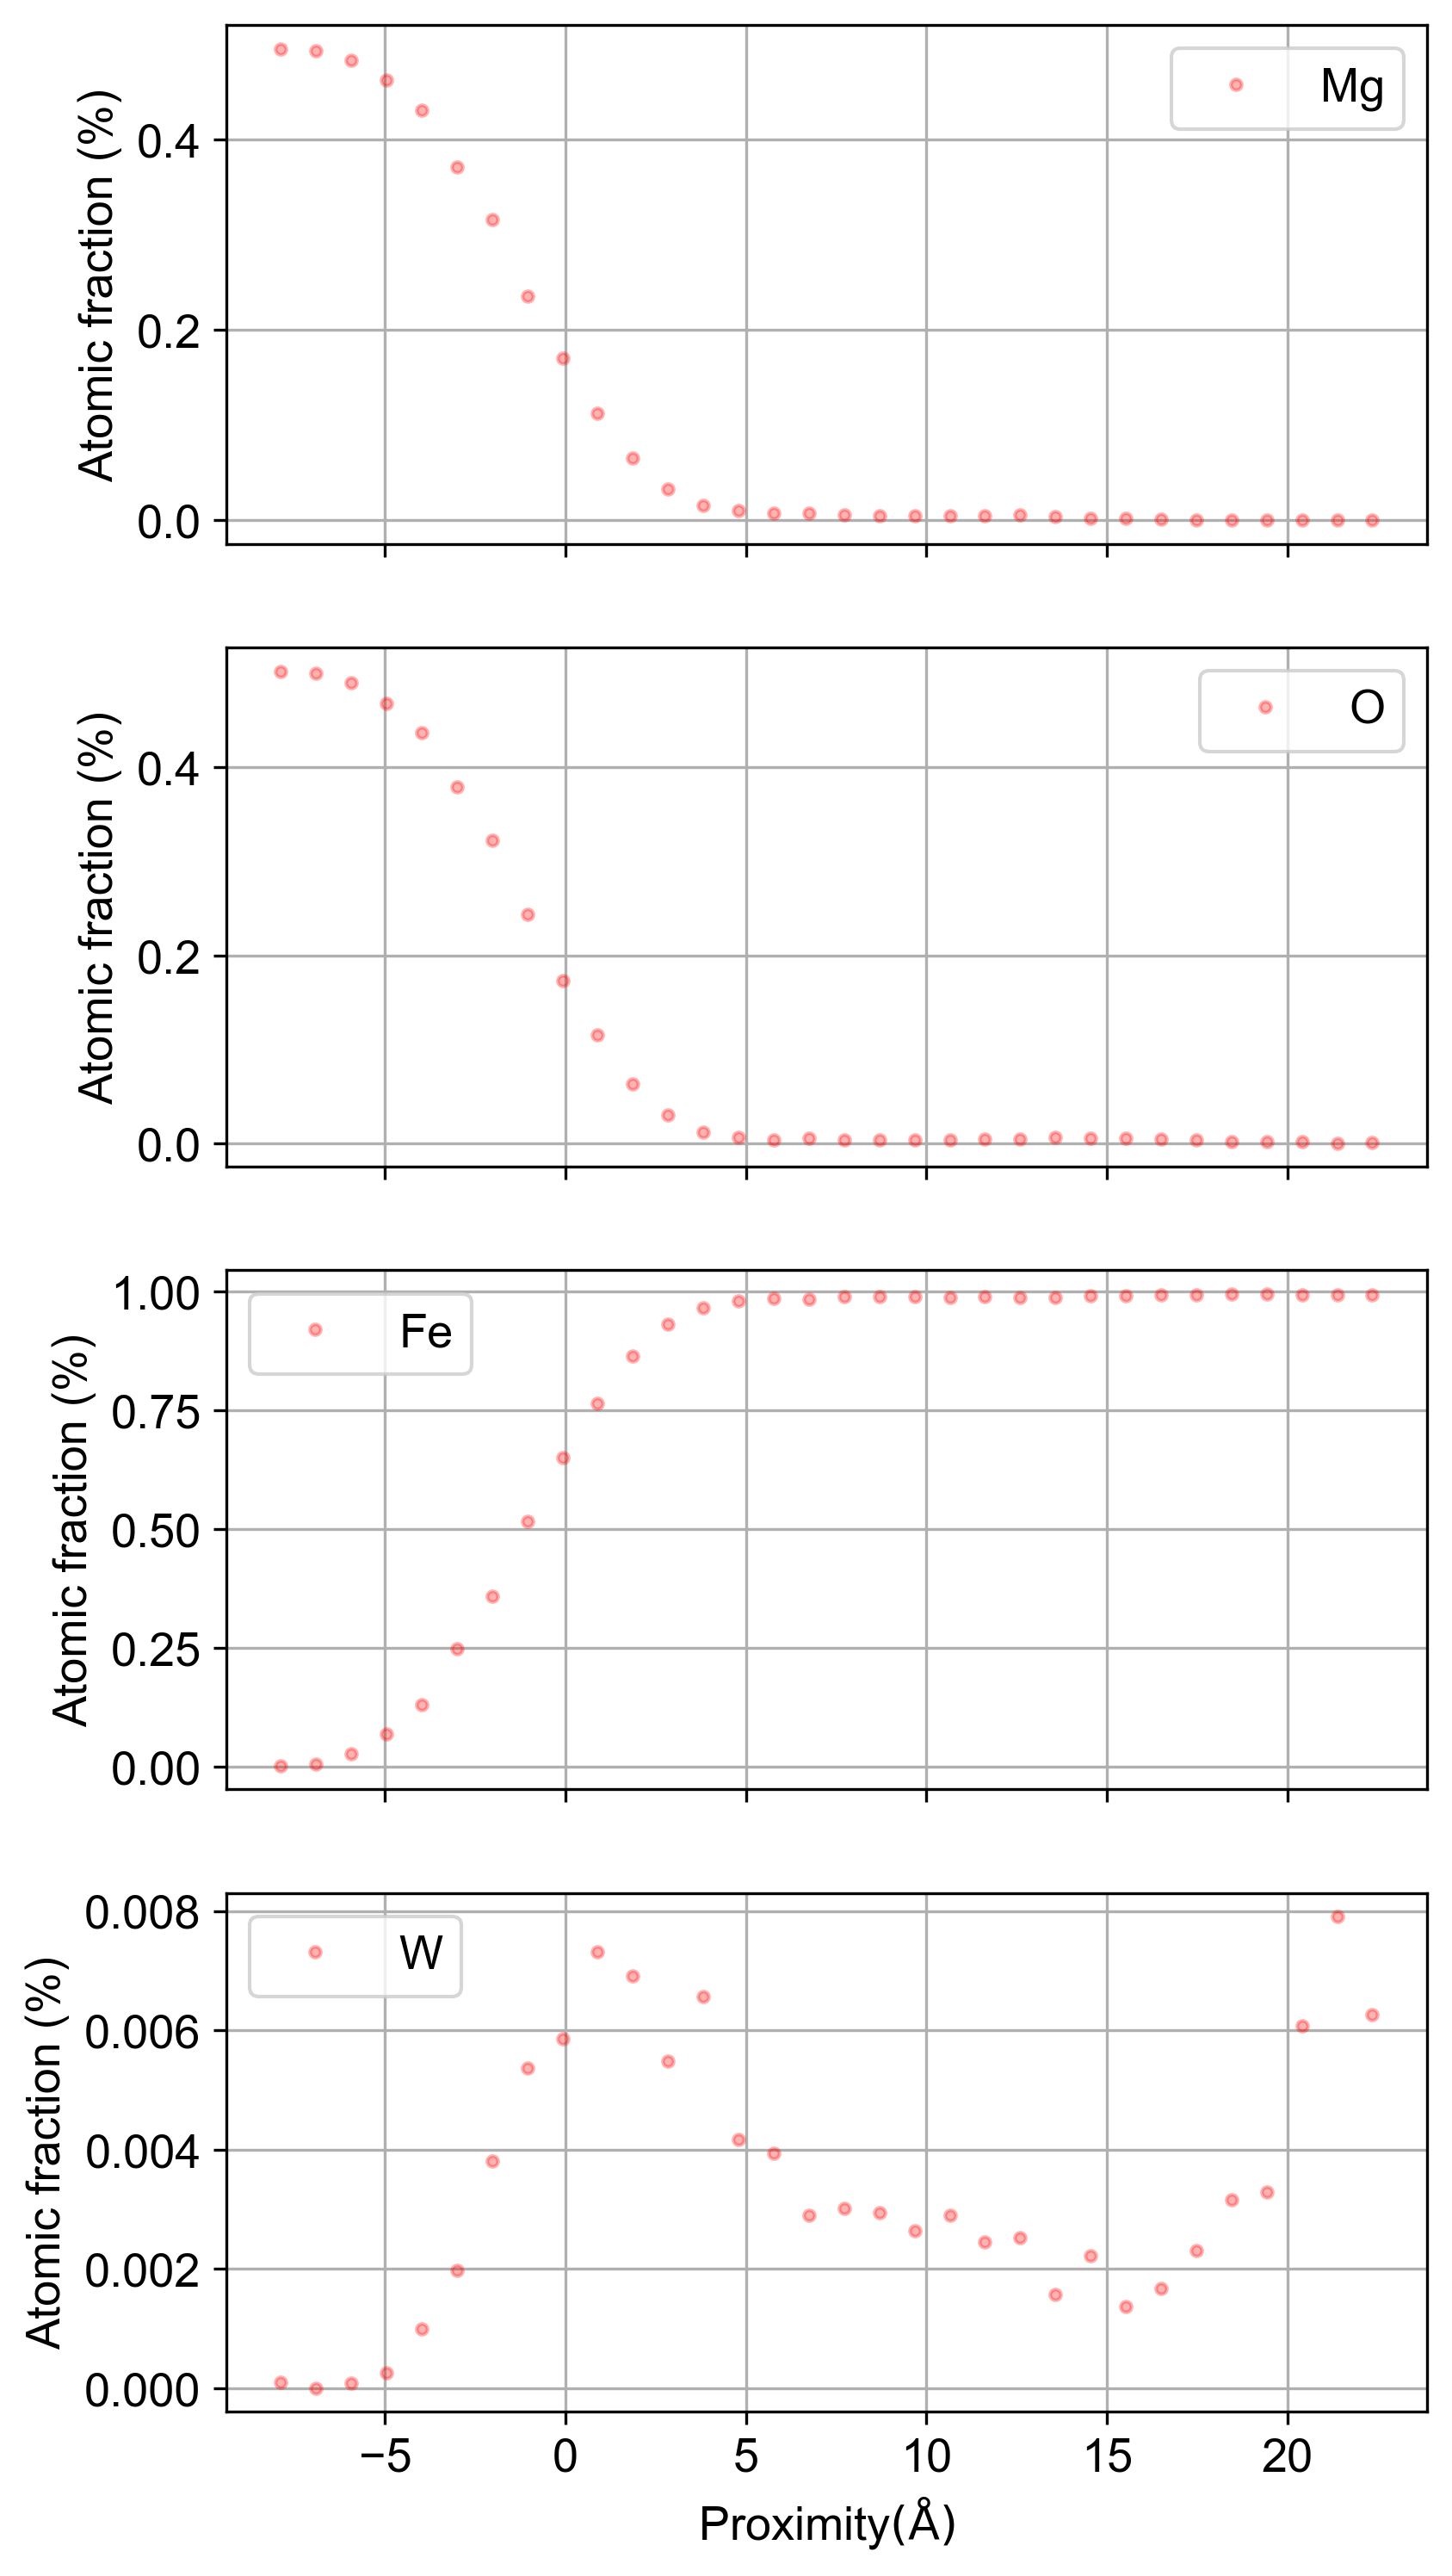 Atomic fraction (%)
0.4
0.2
0.0
Mg
Atomic fraction (%)
0.4
0.2
0.0
O
Atomic fraction (%)
1.00
0.75
0.50
0.25
0.00
Fe
Atomic fraction (%)
0.008
0.006
0.004
0.002
0.000
W
−5 0 5 10 15 20
Proximity(Å)